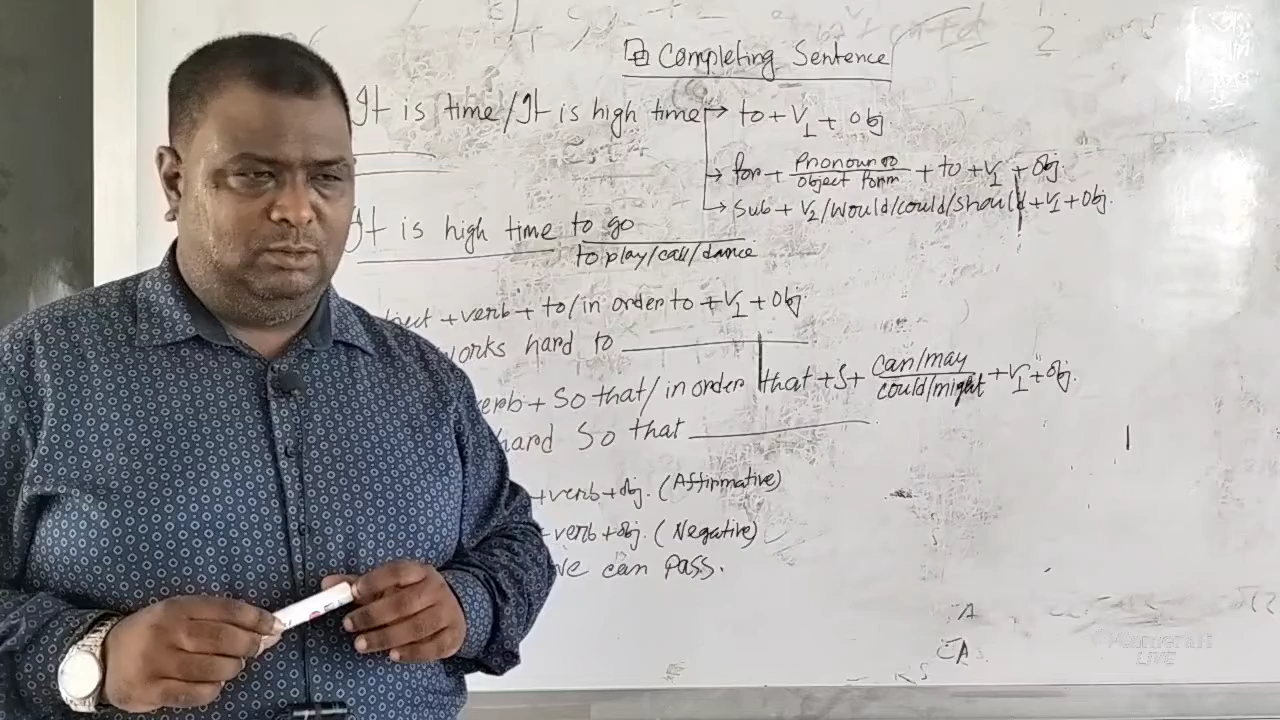 Completing Sentence
It is time/It is high time → to + V1 + Obj
→ for + Pronoun এর Object form + to + V1 + Obj.
→ Sub + V2/would/could/should + V1 + Obj.
It is high time to go
to play/call/dance
+ verb + to/in order to + V1 + Obj
works hard to
verb + So that/in order that + S + can/may could/might + V1 + Obj.
hard So that
+ verb + obj. (Affirmative)
+ verb + obj. (Negative)
we can pass.
A
LIVE